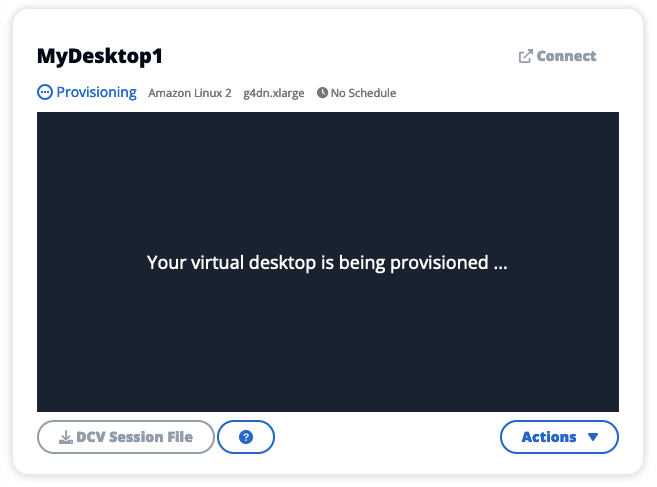 MyDesktop1
Connect
Provisioning Amazon Linux 2 g4dn.xlarge No Schedule
Your virtual desktop is being provisioned ...
DCV Session File ? Actions